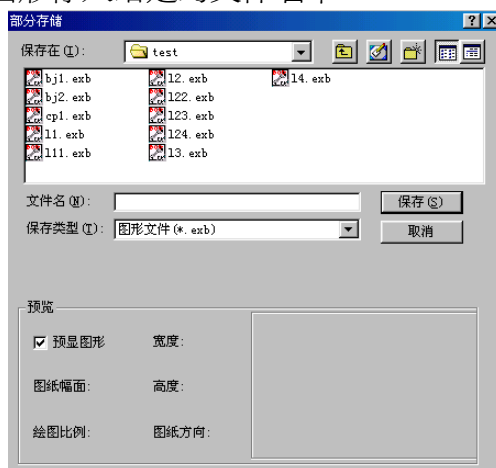 部分存储
保存在(I): test
bj1.exb 12.exb 14.exb
bj2.exb 122.exb
cp1.exb 123.exb
11.exb 124.exb
111.exb 13.exb
文件名(N): 保存(S)
保存类型(T): 图形文件(*.exb) 取消
预览
预显图形 宽度:
图纸幅面: 高度:
绘图比例: 图纸方向: